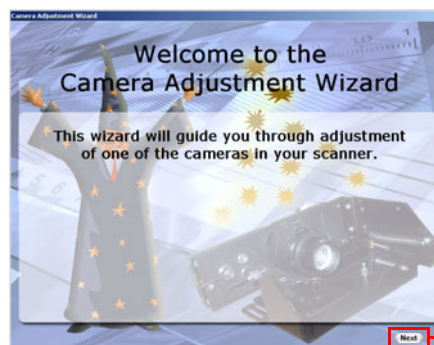 Camera Adjustment Wizard
Welcome to the
Camera Adjustment Wizard
This wizard will guide you through adjustment
of one of the cameras in your scanner.
Next